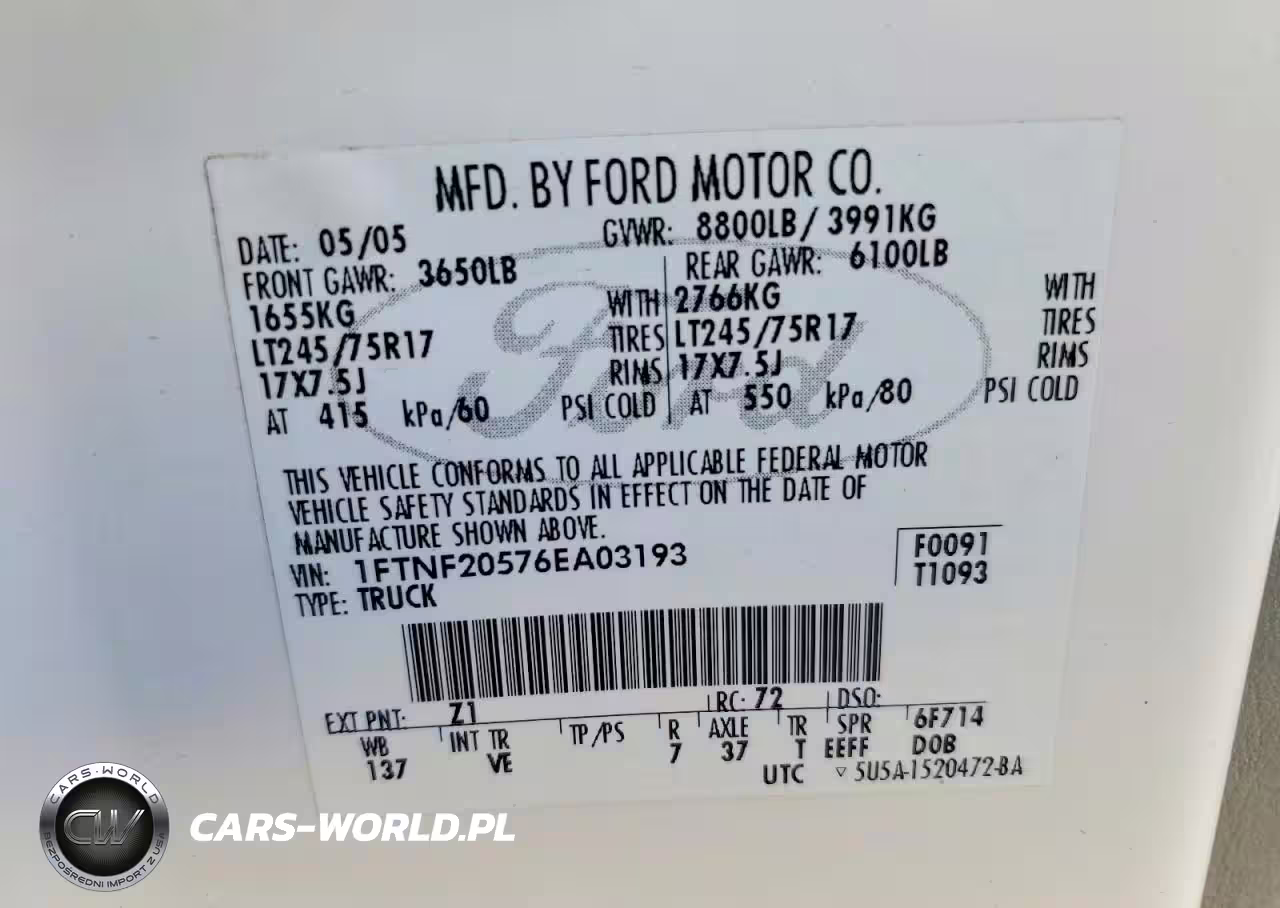 MFD. BY FORD MOTOR CO.
DATE: 05/05 GVWR: 8800LB/ 3991KG
FRONT GAWR: 3650LB REAR GAWR: 6100LB
1655KG WITH 2766KG WITH
LT245/75R17 TIRES LT245/75R17 TIRES
17X7.5J RIMS 17X7.5J RIMS
AT 415 kPa/60 PSI COLD AT 550 kPa/80 PSI COLD
Ford
THIS VEHICLE CONFORMS TO ALL APPLICABLE FEDERAL MOTOR
VEHICLE SAFETY STANDARDS IN EFFECT ON THE DATE OF
MANUFACTURE SHOWN ABOVE.
VIN: 1FTNF20576EA03193 F0091
TYPE: TRUCK T1093
EXT PNT: Z1 RC: 72 DSO:
WB INT TR TP/PS R AXLE TR SPR 6F714
137 VE 7 37 T EEFF DOB
UTC ▽ 5U5A-1520472-BA
CARS-WORLD
CW
BEZPOŚREDNI IMPORT Z USA
CARS-WORLD.PL